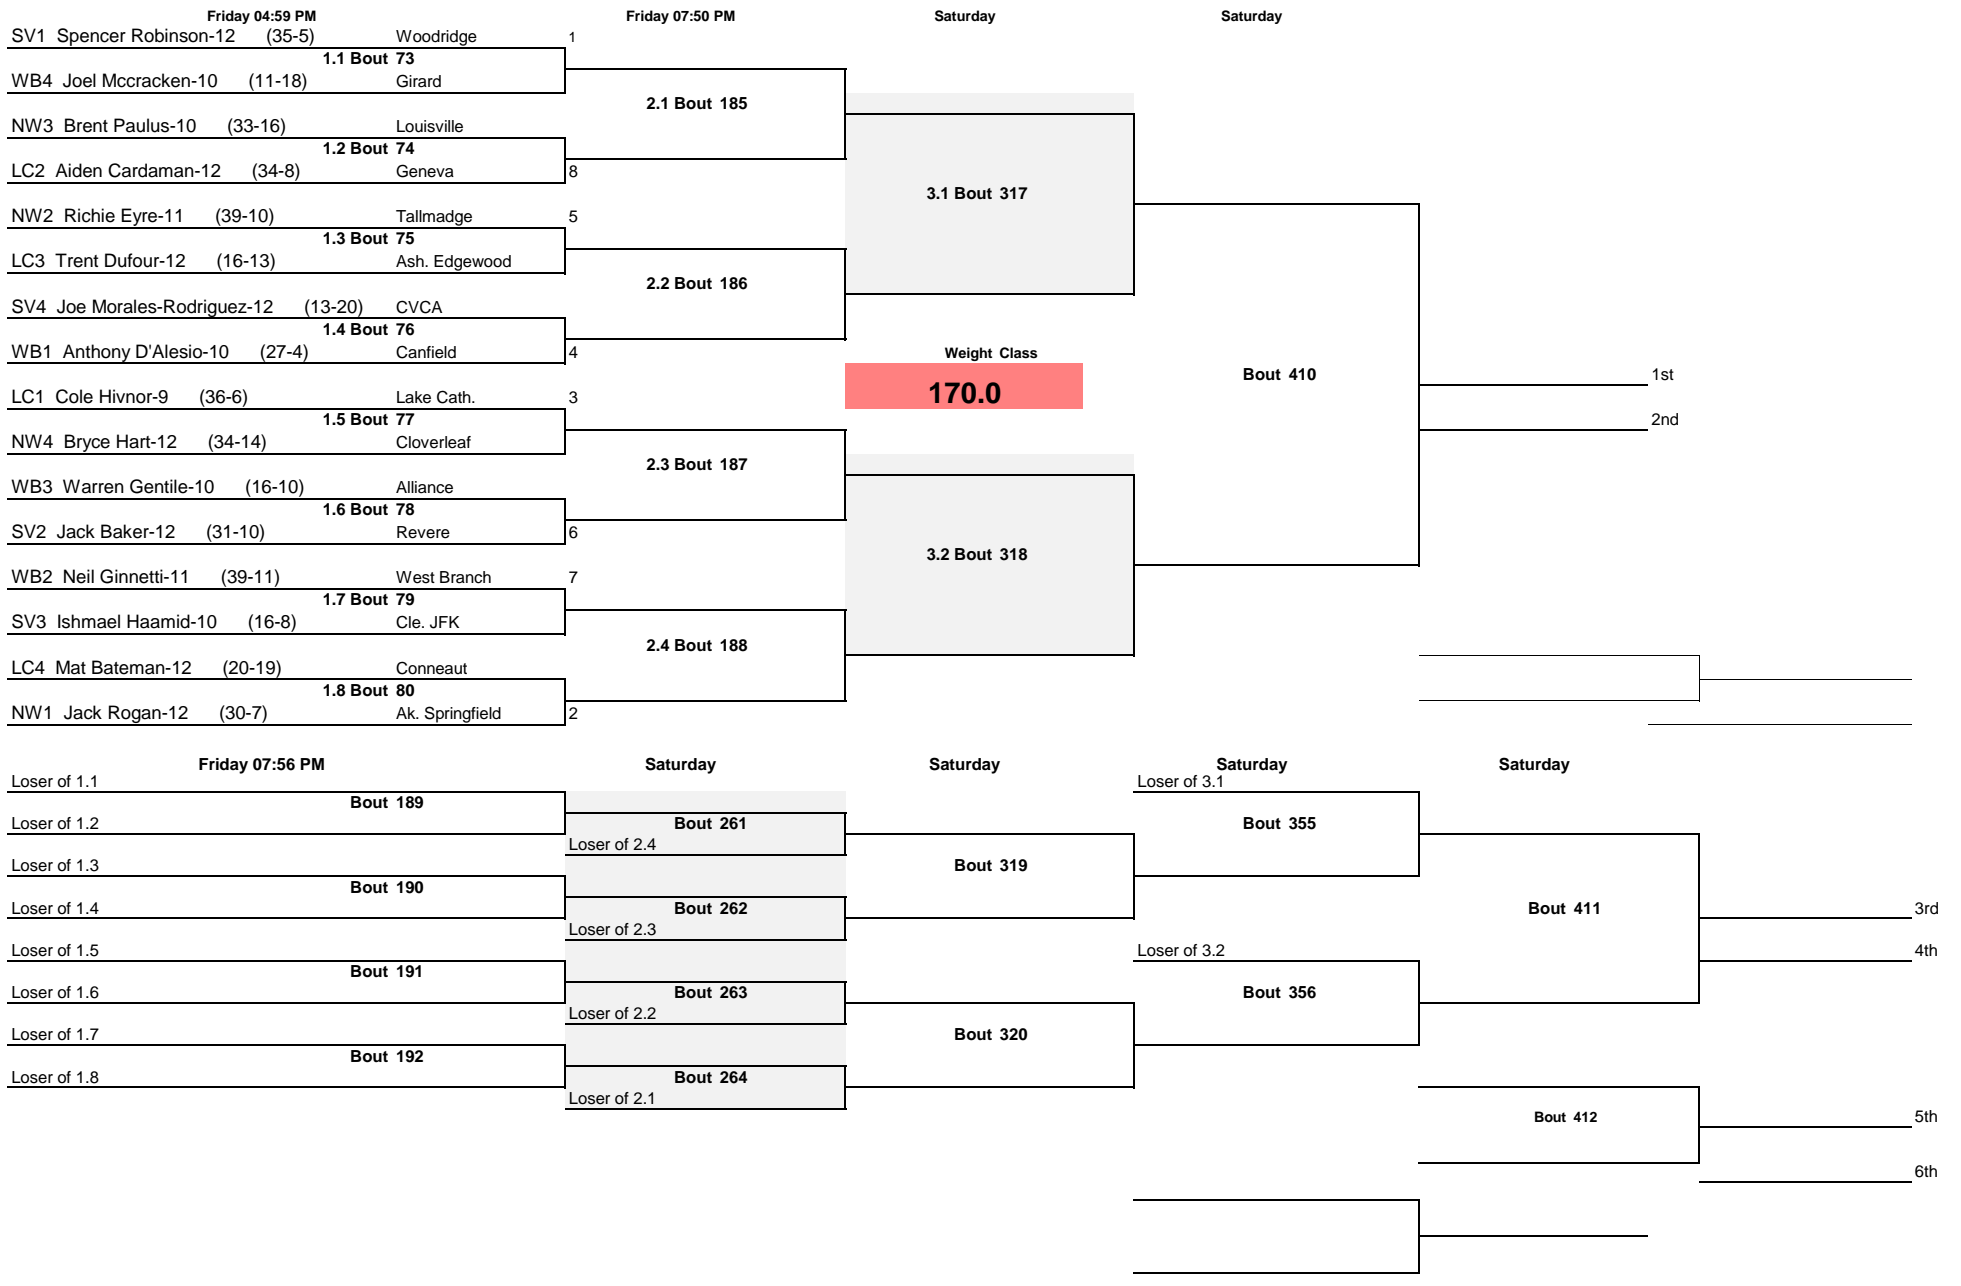 Friday 04:59 PM Friday 07:50 PM Saturday Saturday
SV1 Spencer Robinson-12 (35-5) Woodridge 1
1.1 Bout 73
WB4 Joel Mccracken-10 (11-18) Girard
2.1 Bout 185
NW3 Brent Paulus-10 (33-16) Louisville
1.2 Bout 74
LC2 Aiden Cardaman-12 (34-8) Geneva 8
3.1 Bout 317
NW2 Richie Eyre-11 (39-10) Tallmadge 5
1.3 Bout 75
LC3 Trent Dufour-12 (16-13) Ash. Edgewood
2.2 Bout 186
SV4 Joe Morales-Rodriguez-12 (13-20) CVCA
1.4 Bout 76
WB1 Anthony D'Alesio-10 (27-4) Canfield 4 Weight Class
Bout 410 1st
LC1 Cole Hivnor-9 (36-6) Lake Cath. 3 170.0
1.5 Bout 77 2nd
NW4 Bryce Hart-12 (34-14) Cloverleaf
2.3 Bout 187
WB3 Warren Gentile-10 (16-10) Alliance
1.6 Bout 78
SV2 Jack Baker-12 (31-10) Revere 6
3.2 Bout 318
WB2 Neil Ginnetti-11 (39-11) West Branch 7
1.7 Bout 79
SV3 Ishmael Haamid-10 (16-8) Cle. JFK
2.4 Bout 188
LC4 Mat Bateman-12 (20-19) Conneaut
1.8 Bout 80
NW1 Jack Rogan-12 (30-7) Ak. Springfield 2
Friday 07:56 PM Saturday Saturday Saturday Saturday
Loser of 1.1 Loser of 3.1
Bout 189
Loser of 1.2 Bout 261 Bout 355
Loser of 2.4
Loser of 1.3 Bout 319
Bout 190
Loser of 1.4 Bout 262 Bout 411 3rd
Loser of 2.3
Loser of 1.5 Loser of 3.2 4th
Bout 191
Loser of 1.6 Bout 263 Bout 356
Loser of 2.2
Loser of 1.7 Bout 320
Bout 192
Loser of 1.8 Bout 264
Loser of 2.1
Bout 412 5th
6th